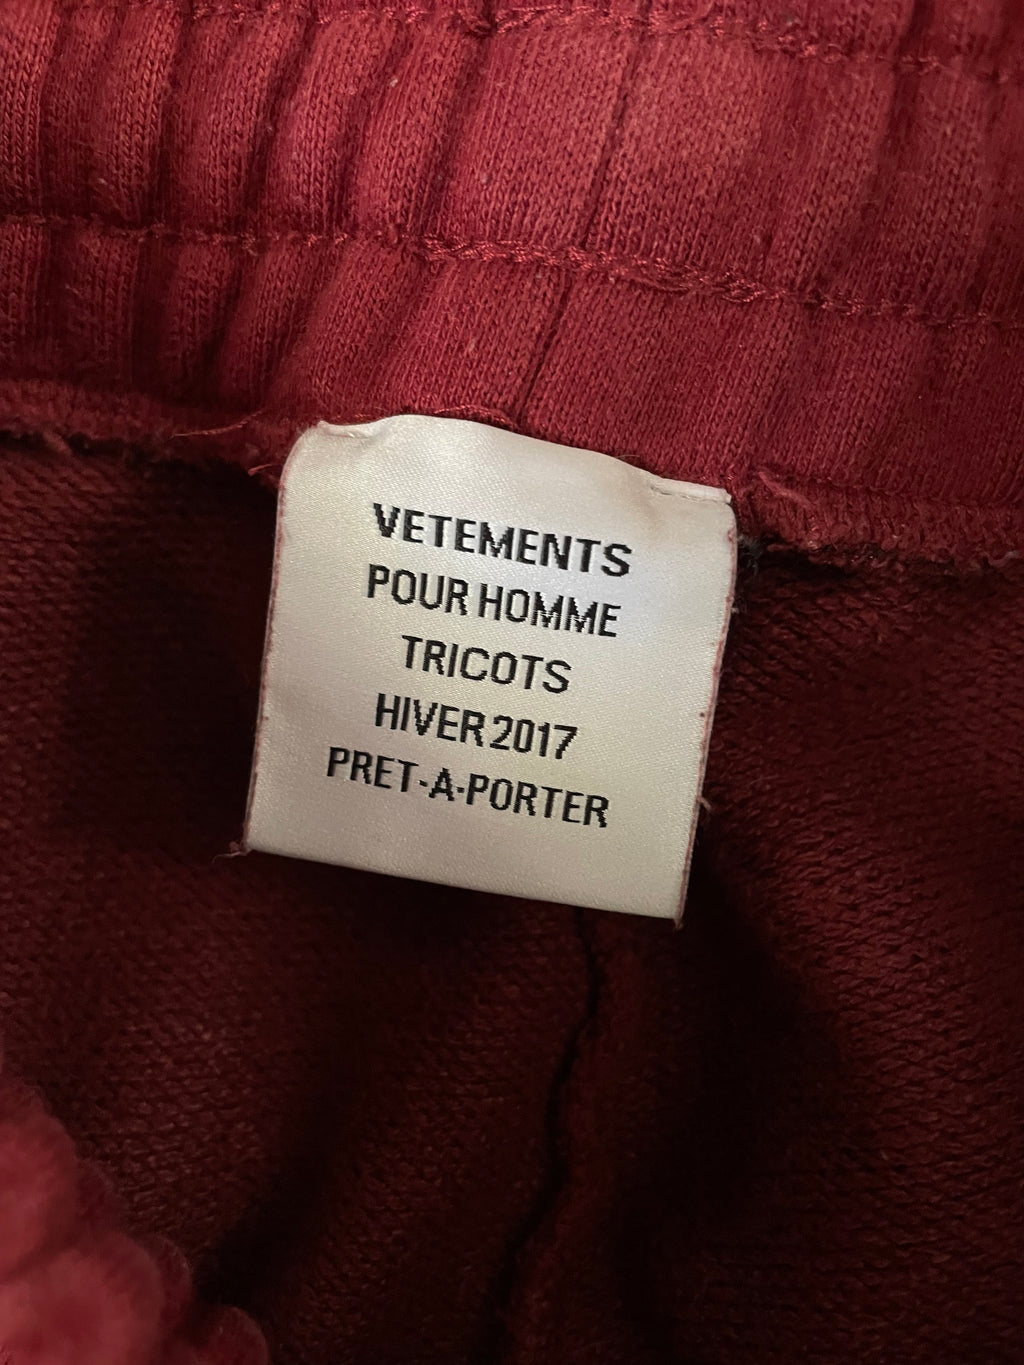 VETEMENTS
POUR HOMME
TRICOTS
HIVER 2017
PRET-A-PORTER